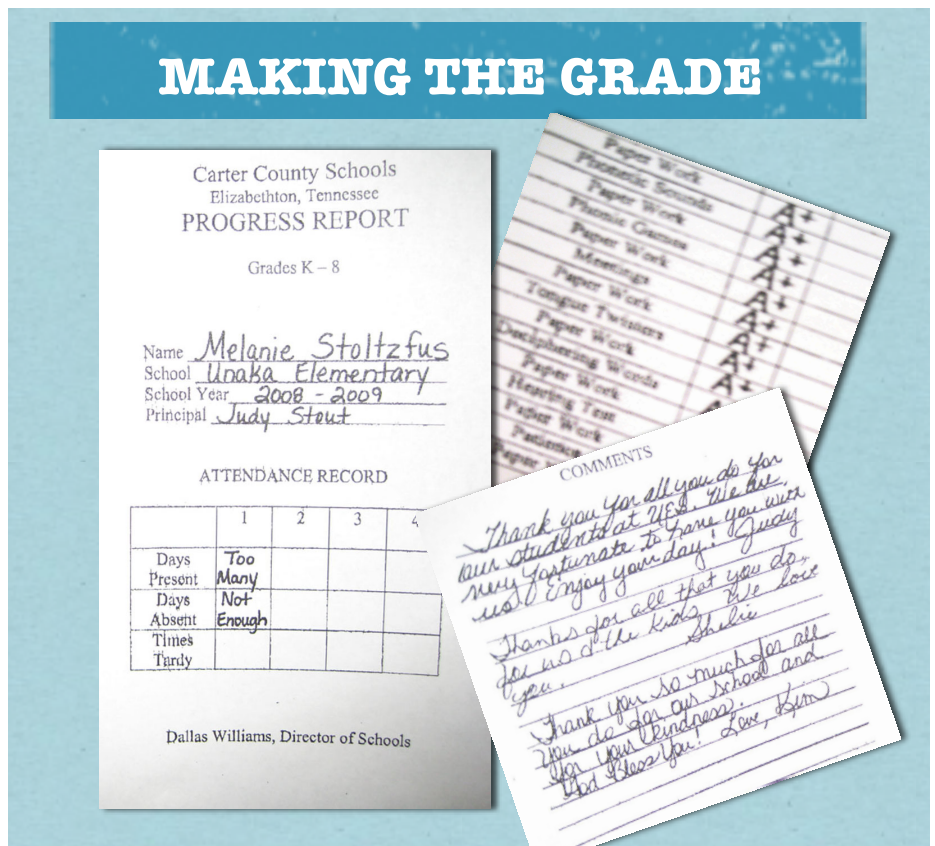 MAKING THE GRADE
Carter County Schools
Elizabethton, Tennessee
PROGRESS REPORT
Grades K – 8
Name Melanie Stoltzfus
School Unaka Elementary
School Year 2008 - 2009
Principal Judy Stout
ATTENDANCE RECORD
1 2 3 4
Days Present Too Many
Days Absent Not Enough
Times Tardy
Dallas Williams, Director of Schools
Paper Work A+
Phonetic Sounds A+
Paper Work A+
Phonic Games A+
Paper Work A+
Meetings A+
Paper Work A+
Tongue Twisters A+
Paper Work
Deciphering Words
Paper Work
Hearing Test
Paper Work
Patience
Paper
COMMENTS
Thank you for all you do for
our students at UES. We are
very fortunate to have you with
us! Enjoy your day! Judy
Thanks for all that you do
for us & the kids. We love
you. Shelie
Thank you so much for all
you do for our school and
for your kindness.
God Bless You! Love, Kim